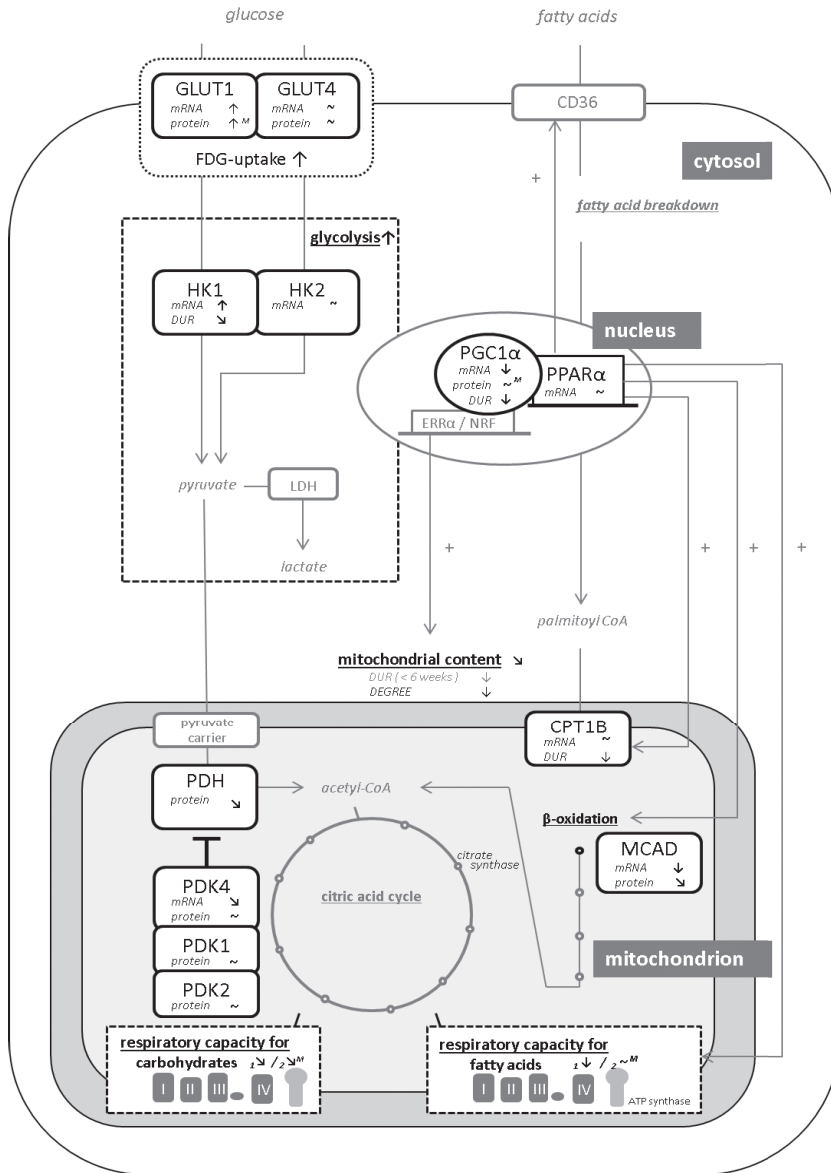 glucose
fatty acids
GLUT1
mRNA ↑
protein ↑ M
GLUT4
mRNA ~
protein ~
FDG-uptake ↑
CD36
cytosol
+
fatty acid breakdown
glycolysis↑
HK1
mRNA ↑
DUR ↘
HK2
mRNA ~
nucleus
PGC1α
mRNA ↓
protein ~M
DUR ↓
PPARα
mRNA ~
ERRα / NRF
pyruvate
LDH
lactate
+
+
+
+
palmitoyl CoA
mitochondrial content ↘
DUR ( < 6 weeks ) ↓
DEGREE ↓
pyruvate
carrier
CPT1B
mRNA ~
DUR ↓
PDH
protein ↘
acetyl-CoA
β-oxidation
citrate
synthase
MCAD
mRNA ↓
protein ↘
PDK4
mRNA ↘
protein ~
citric acid cycle
PDK1
protein ~
mitochondrion
PDK2
protein ~
respiratory capacity for
carbohydrates 1↘ / 2↘M
I II III IV
respiratory capacity for
fatty acids 1↓ / 2~M
I II III IV
ATP synthase